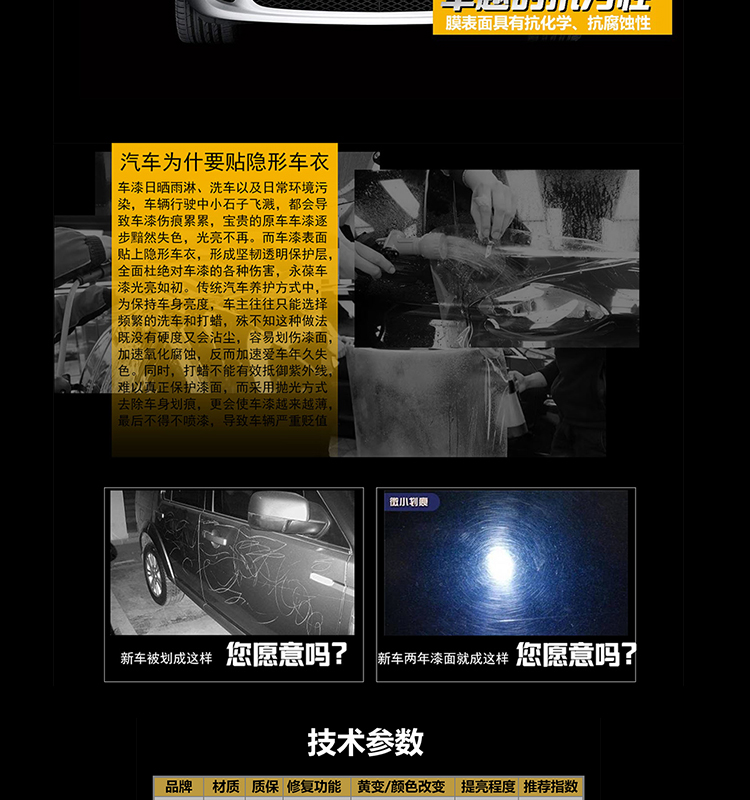 卓越的抗力性
膜表面具有抗化学、抗腐蚀性
汽车为什要贴隐形车衣
车漆日晒雨淋、洗车以及日常环境污
染，车辆行驶中小石子飞溅，都会导
致车漆伤痕累累，宝贵的原车车漆逐
步黯然失色，光亮不再。而车漆表面
贴上隐形车衣，形成坚韧透明保护层，
全面杜绝对车漆的各种伤害，永葆车
漆光亮如初。传统汽车养护方式中，
为保持车身亮度，车主往往只能选择
频繁的洗车和打蜡，殊不知这种做法
既没有硬度又会沾尘，容易划伤漆面，
加速氧化腐蚀，反而加速爱车年久失
色。同时，打蜡不能有效抵御紫外线，
难以真正保护漆面，而采用抛光方式
去除车身划痕，更会使车漆越来越薄，
最后不得不喷漆，导致车辆严重贬值
微小划痕
新车被划成这样 您愿意吗?
新车两年漆面就成这样 您愿意吗?
技术参数
品牌 材质 质保 修复功能 黄变/颜色改变 提亮程度 推荐指数